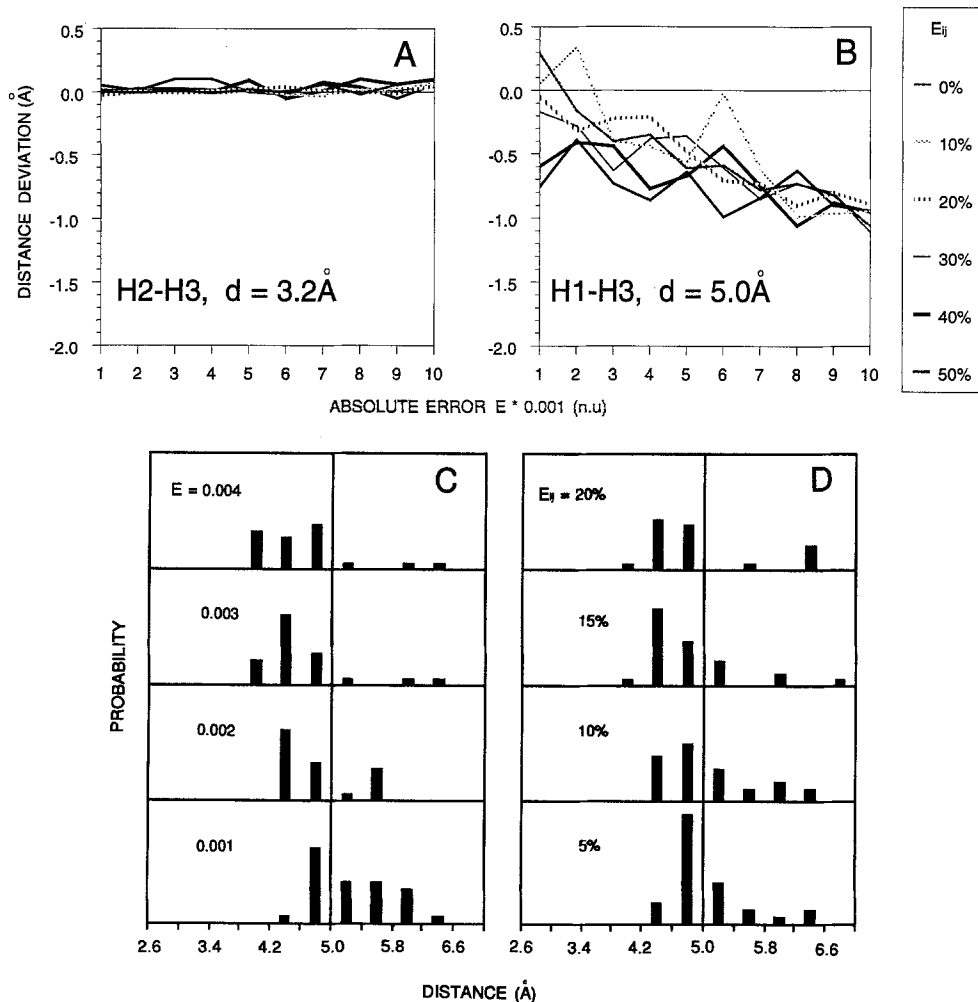 A
B
DISTANCE DEVIATION (Å)
0.5
0.0
-0.5
-1.0
-1.5
-2.0
H2-H3, d = 3.2Å
1 2 3 4 5 6 7 8 9 10
0.5
0.0
-0.5
-1.0
-1.5
-2.0
H1-H3, d = 5.0Å
1 2 3 4 5 6 7 8 9 10
ABSOLUTE ERROR E * 0.001 (n.u)
Eij
0%
10%
20%
30%
40%
50%
PROBABILITY
C
E = 0.004
0.003
0.002
0.001
2.6 3.4 4.2 5.0 5.8 6.6
D
Eij = 20%
15%
10%
5%
2.6 3.4 4.2 5.0 5.8 6.6
DISTANCE (Å)